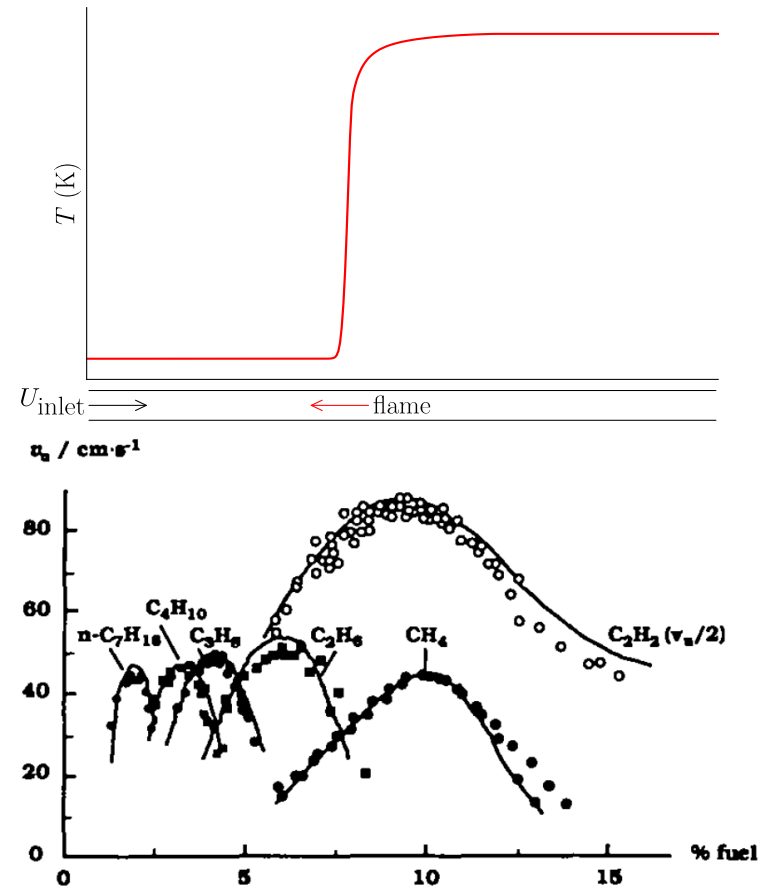 T (K)
U_inlet
flame
v_u / cm·s⁻¹
80
60
40
20
0
n-C₇H₁₆
C₄H₁₀
C₃H₈
C₂H₆
CH₄
C₂H₂ (v_u/2)
0
5
10
15
% fuel